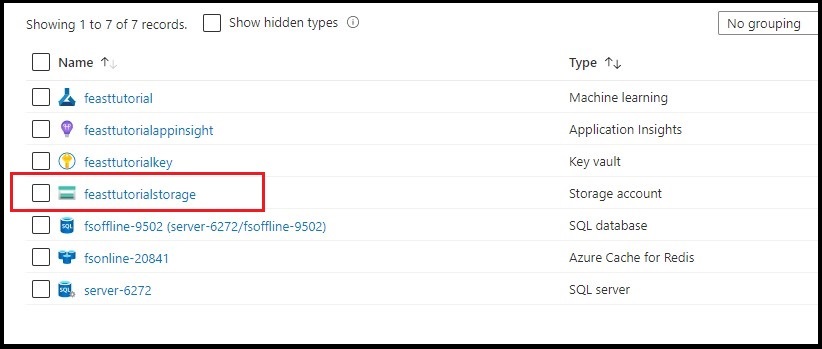 Showing 1 to 7 of 7 records. Show hidden types No grouping
Name Type
feasttutorial Machine learning
feasttutorialappinsight Application Insights
feasttutorialkey Key vault
feasttutorialstorage Storage account
fsoffline-9502 (server-6272/fsoffline-9502) SQL database
fsonline-20841 Azure Cache for Redis
server-6272 SQL server